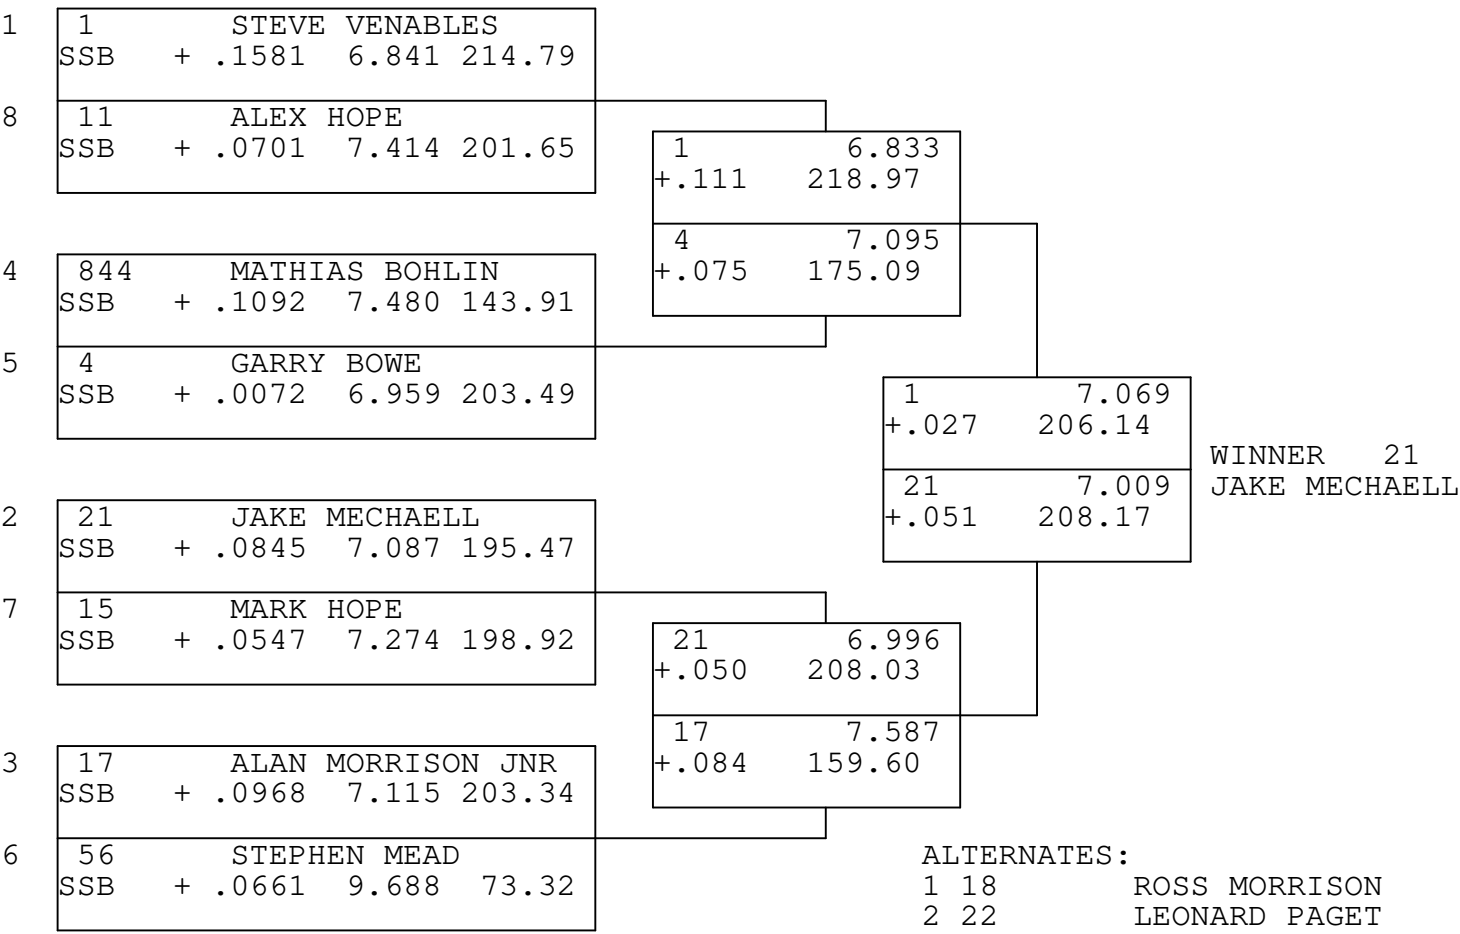 1 1 STEVE VENABLES
SSB + .1581 6.841 214.79
8 11 ALEX HOPE
SSB + .0701 7.414 201.65
1 6.833
+.111 218.97
4 7.095
+.075 175.09
4 844 MATHIAS BOHLIN
SSB + .1092 7.480 143.91
5 4 GARRY BOWE
SSB + .0072 6.959 203.49
1 7.069
+.027 206.14
21 7.009
+.051 208.17
WINNER 21
JAKE MECHAELL
2 21 JAKE MECHAELL
SSB + .0845 7.087 195.47
7 15 MARK HOPE
SSB + .0547 7.274 198.92
21 6.996
+.050 208.03
17 7.587
+.084 159.60
3 17 ALAN MORRISON JNR
SSB + .0968 7.115 203.34
6 56 STEPHEN MEAD
SSB + .0661 9.688 73.32
ALTERNATES:
1 18 ROSS MORRISON
2 22 LEONARD PAGET